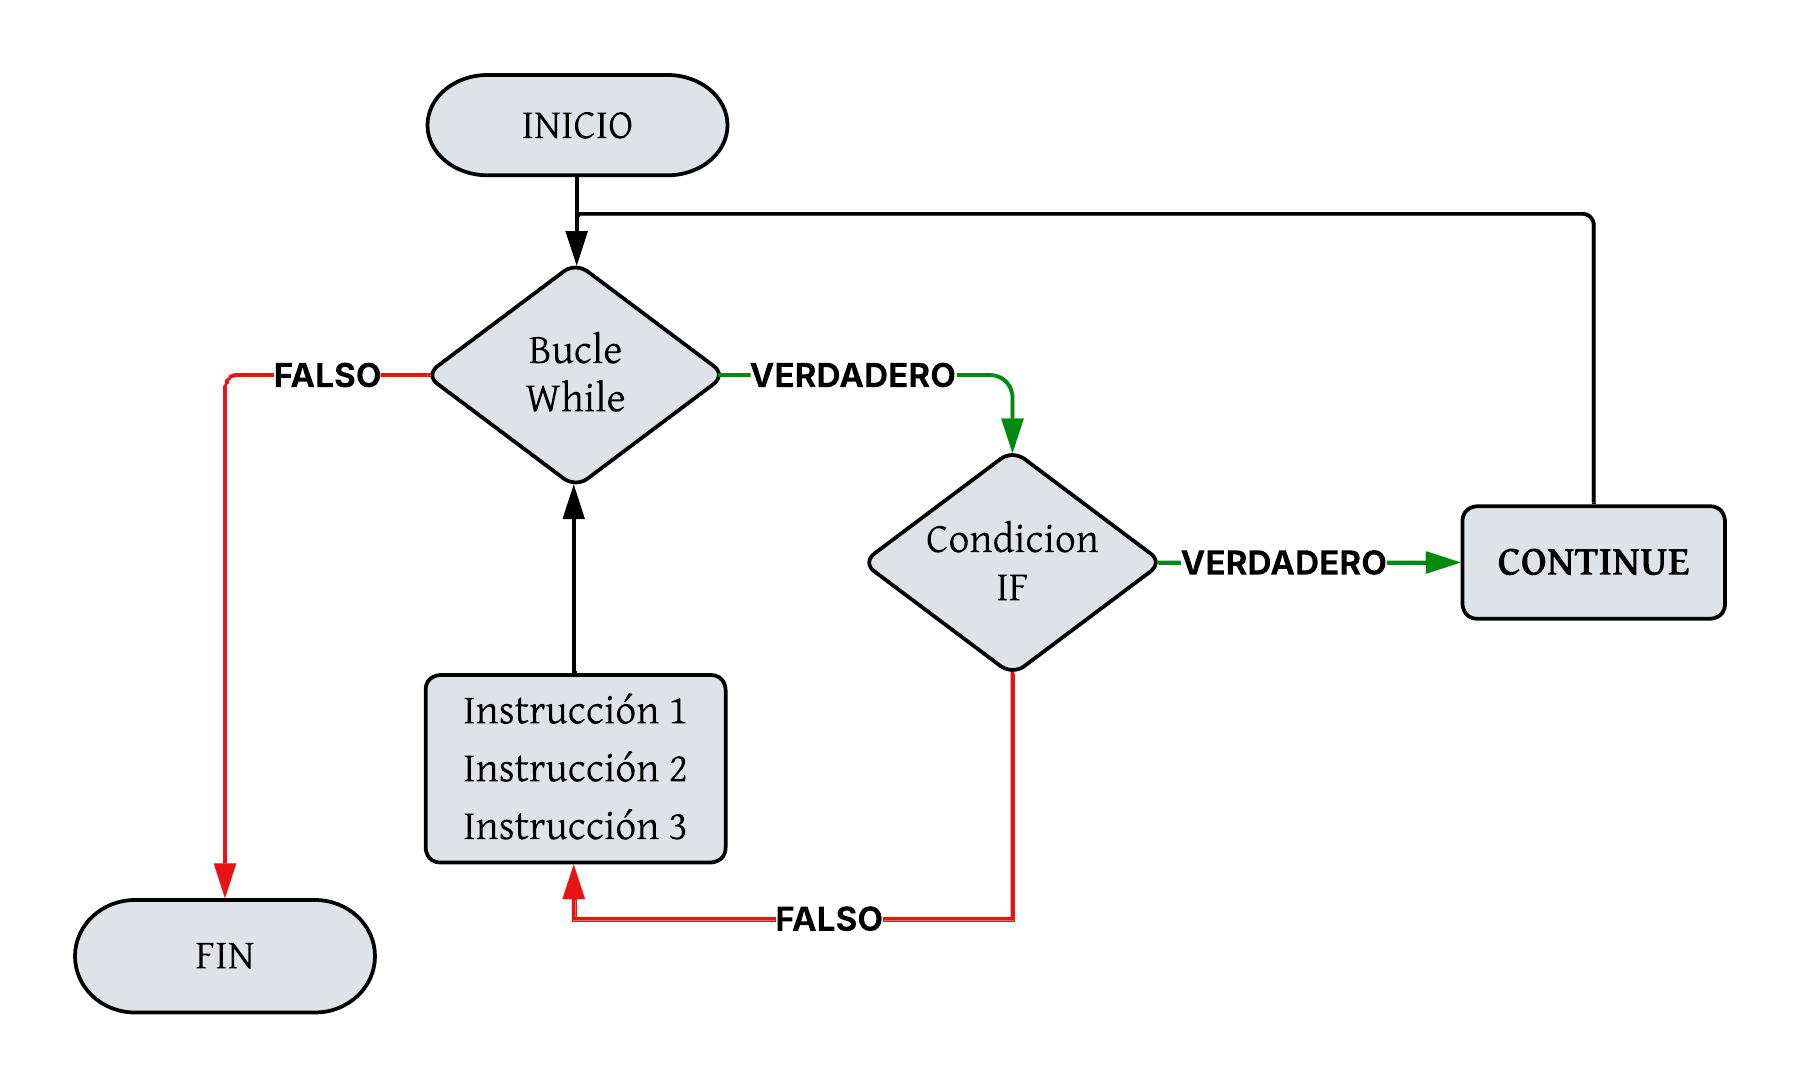 INICIO
Bucle
While
FALSO
VERDADERO
Condicion
IF
VERDADERO
CONTINUE
Instrucción 1
Instrucción 2
Instrucción 3
FALSO
FIN